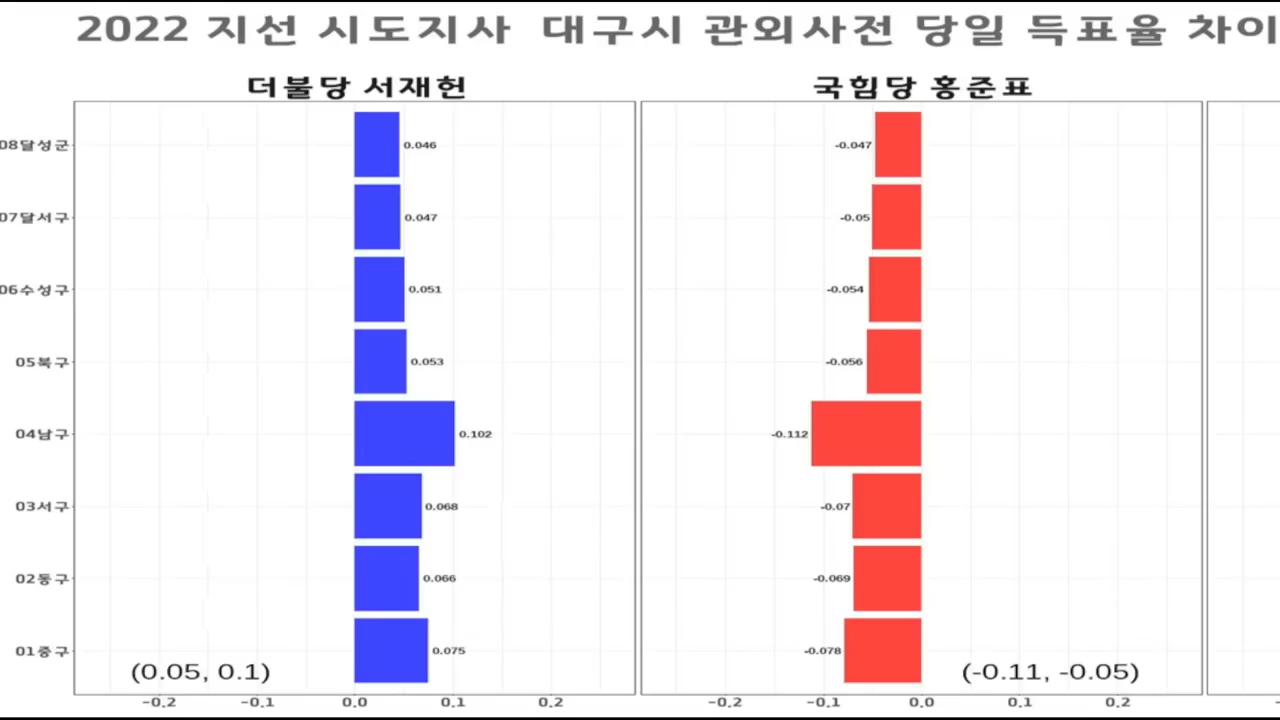 2022 지선 시도지사 대구시 관외사전 당일 득표율 차이
더불당 서재헌
국힘당 홍준표
08달성군
0.046
-0.047
07달서구
0.047
-0.05
06수성구
0.051
-0.054
05북구
0.053
-0.056
04남구
0.102
-0.112
03서구
0.068
-0.07
02동구
0.066
-0.069
01중구
0.075
-0.078
(0.05, 0.1)
(-0.11, -0.05)
-0.2 -0.1 0.0 0.1 0.2
-0.2 -0.1 0.0 0.1 0.2